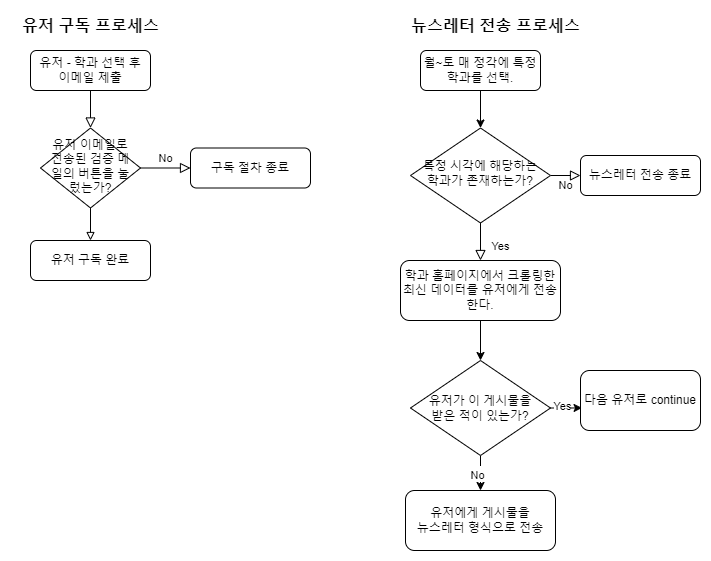 유저 구독 프로세스
유저 - 학과 선택 후
이메일 제출
유저 이메일로
전송된 검증 메
일의 버튼을 눌
렀는가?
No
구독 절차 종료
유저 구독 완료
뉴스레터 전송 프로세스
월~토 매 정각에 특정
학과를 선택.
특정 시각에 해당하는
학과가 존재하는가?
No
뉴스레터 전송 종료
Yes
학과 홈페이지에서 크롤링한
최신 데이터를 유저에게 전송
한다.
유저가 이 게시물을
받은 적이 있는가?
Yes
다음 유저로 continue
No
유저에게 게시물을
뉴스레터 형식으로 전송